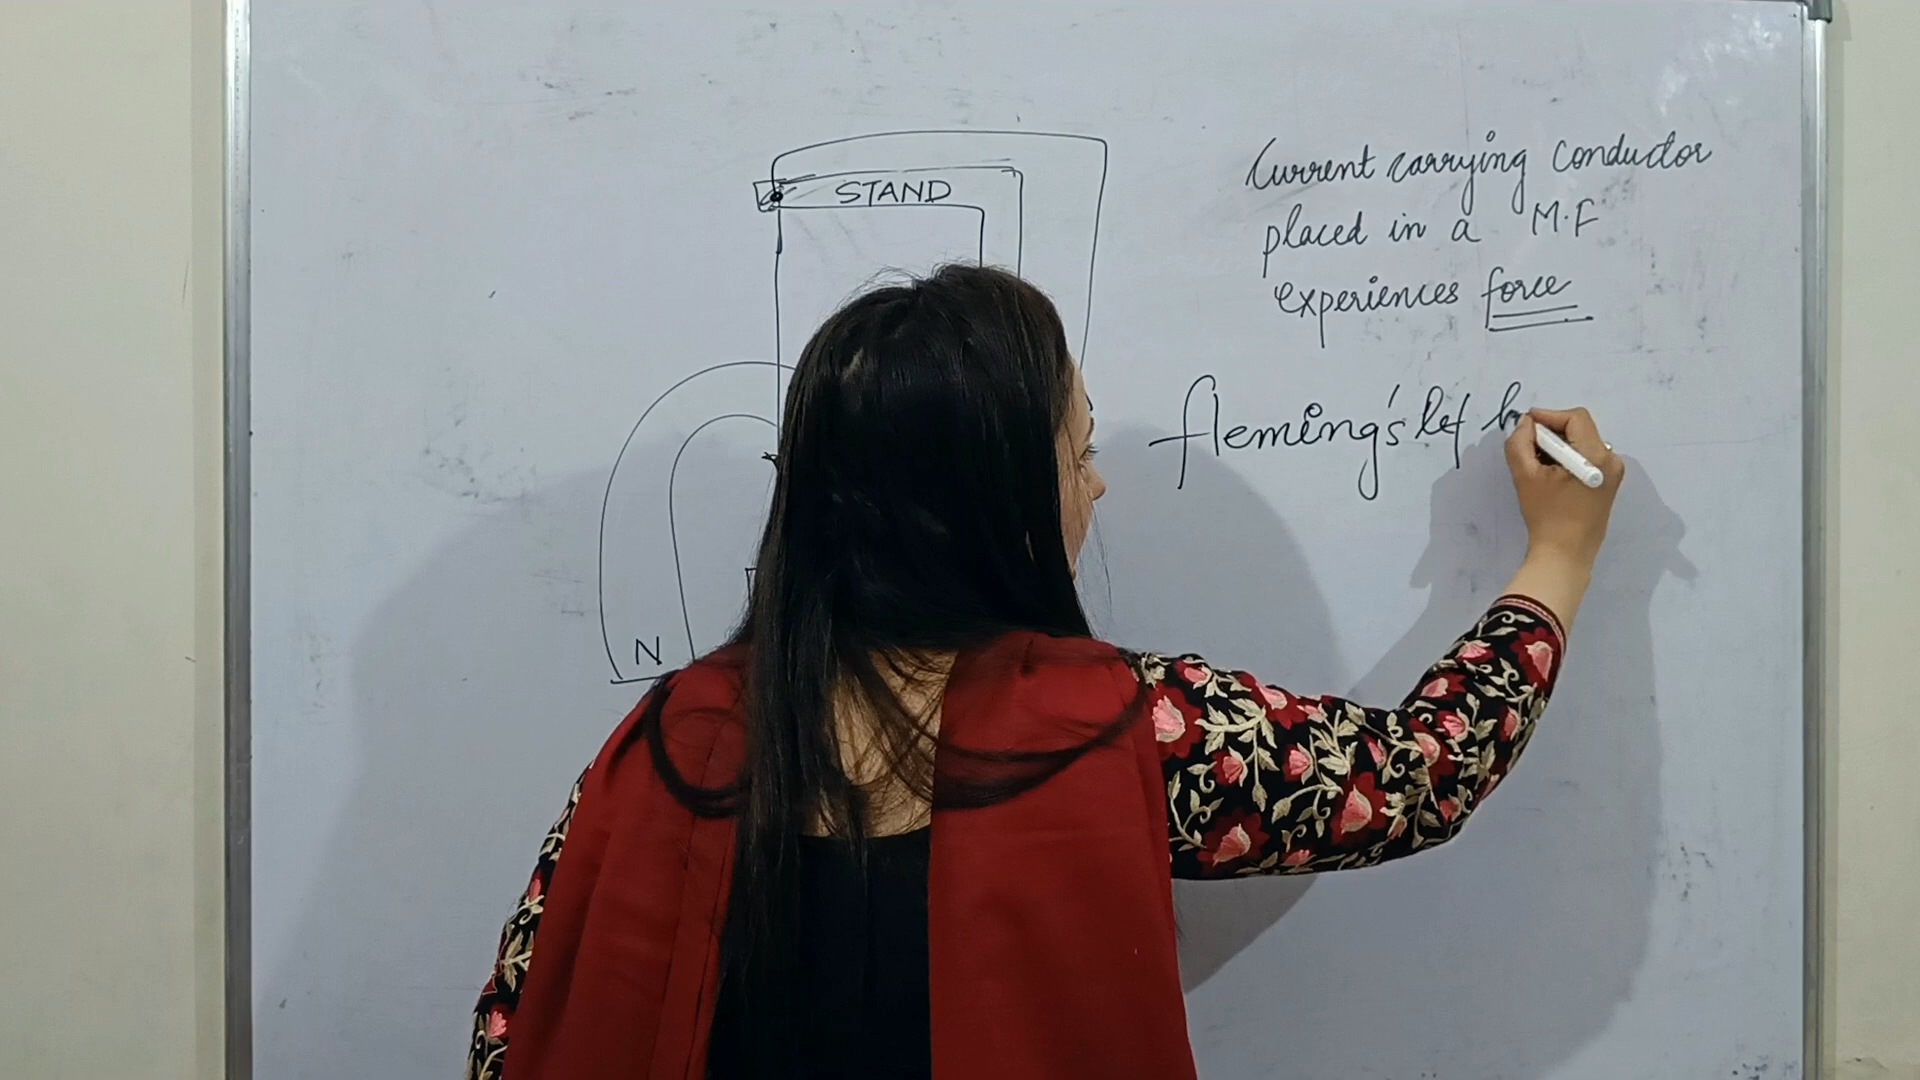 STAND
Current carrying conductor
placed in a M.F
experiences force
fleming's lef
N